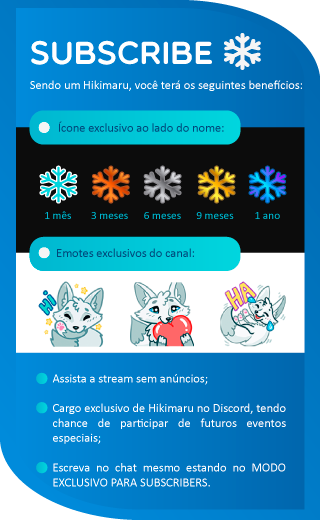 SUBSCRIBE
Sendo um Hikimaru, você terá os seguintes benefícios:
Ícone exclusivo ao lado do nome:
1 mês 3 meses 6 meses 9 meses 1 ano
Emotes exclusivos do canal:
Hi HA HA
Assista a stream sem anúncios;
Cargo exclusivo de Hikimaru no Discord, tendo
chance de participar de futuros eventos
especiais;
Escreva no chat mesmo estando no MODO
EXCLUSIVO PARA SUBSCRIBERS.